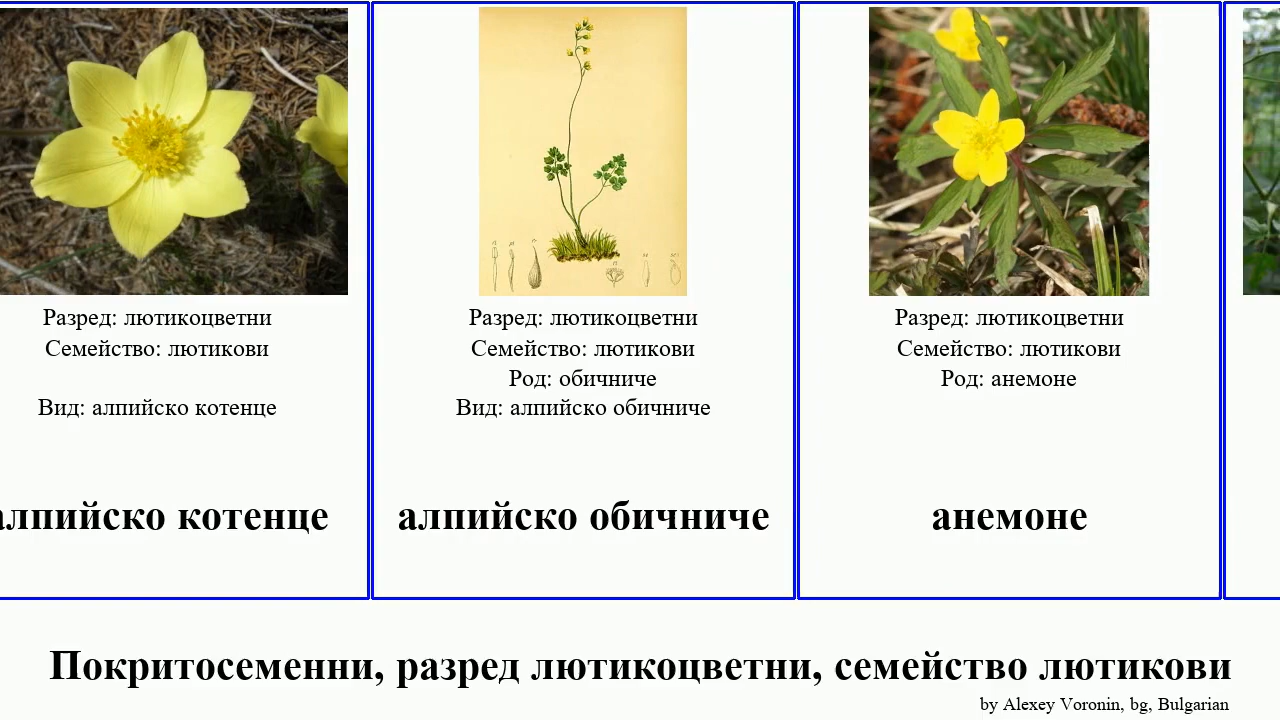 Разред: лютикоцветни
Семейство: лютикови
Вид: алпийско котенце
алпийско котенце
Разред: лютикоцветни
Семейство: лютикови
Род: обичниче
Вид: алпийско обичниче
алпийско обичниче
Разред: лютикоцветни
Семейство: лютикови
Род: анемоне
анемоне
Покритосеменни, разред лютикоцветни, семейство лютикови
by Alexey Voronin, bg, Bulgarian